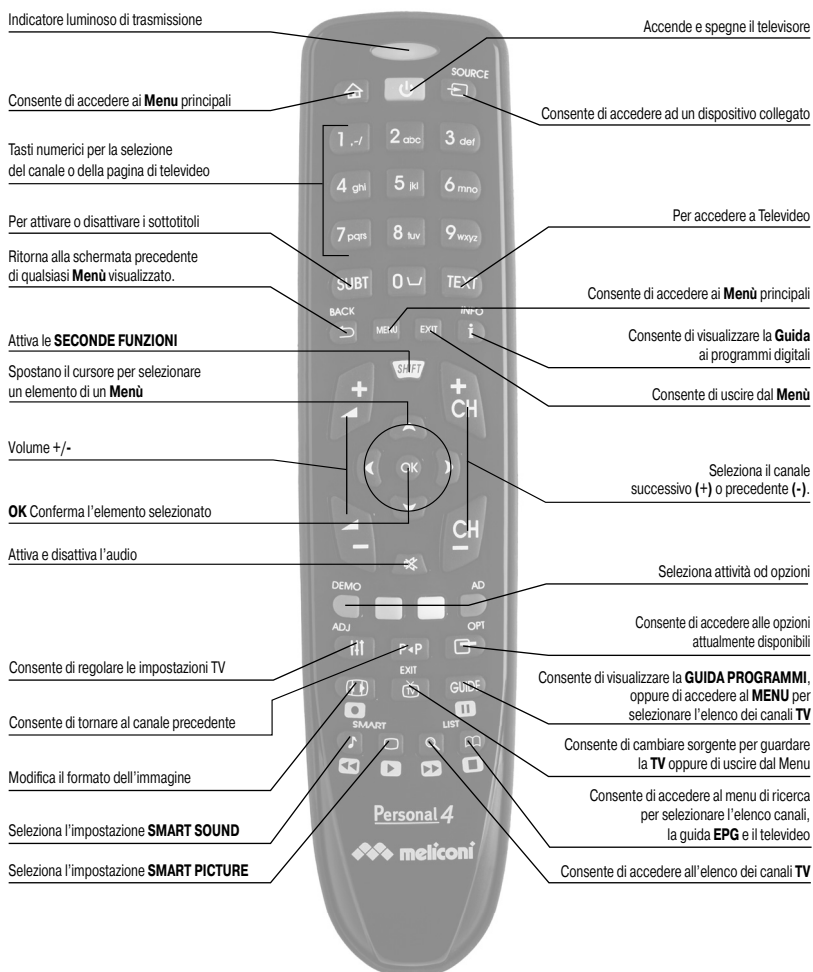 Indicatore luminoso di trasmissione
Accende e spegne il televisore
SOURCE
Consente di accedere ai Menu principali
Consente di accedere ad un dispositivo collegato
1 .-/
2 abc
3 def
Tasti numerici per la selezione
del canale o della pagina di televideo
4 ghi
5 jkl
6 mno
Per attivare o disattivare i sottotitoli
Per accedere a Televideo
7 pqrs
8 tuv
9 wxyz
Ritorna alla schermata precedente
di qualsiasi Menù visualizzato.
SUBT
0
TEXT
Consente di accedere ai Menù principali
BACK
INFO
MENU
EXIT
i
Attiva le SECONDE FUNZIONI
Consente di visualizzare la Guida
ai programmi digitali
SHIFT
Spostano il cursore per selezionare
un elemento di un Menù
Consente di uscire dal Menù
+
+
CH
Volume +/-
OK
Seleziona il canale
successivo (+) o precedente (-).
OK Conferma l'elemento selezionato
–
CH
–
Attiva e disattiva l'audio
Seleziona attività od opzioni
DEMO
AD
ADJ
OPT
Consente di accedere alle opzioni
attualmente disponibili
P◂P
Consente di regolare le impostazioni TV
EXIT
TV
GUIDE
Consente di visualizzare la GUIDA PROGRAMMI,
oppure di accedere al MENU per
selezionare l'elenco dei canali TV
Consente di tornare al canale precedente
SMART
LIST
Consente di cambiare sorgente per guardare
la TV oppure di uscire dal Menu
Modifica il formato dell'immagine
Consente di accedere al menu di ricerca
per selezionare l'elenco canali,
la guida EPG e il televideo
Personal 4
Seleziona l'impostazione SMART SOUND
meliconi
Seleziona l'impostazione SMART PICTURE
Consente di accedere all'elenco dei canali TV